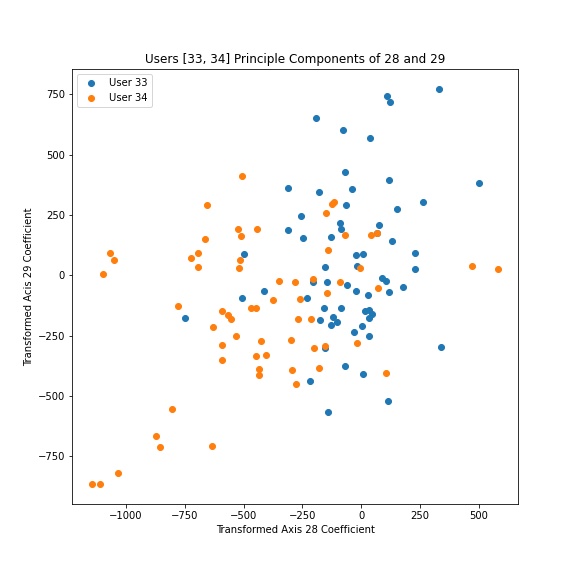 Users [33, 34] Principle Components of 28 and 29
User 33
User 34
Transformed Acis 29 Coefficient
750
500
250
0
−250
−500
−750
−1000 −750 −500 −250 0 250 500
Transformed Axis 28 Coefficient